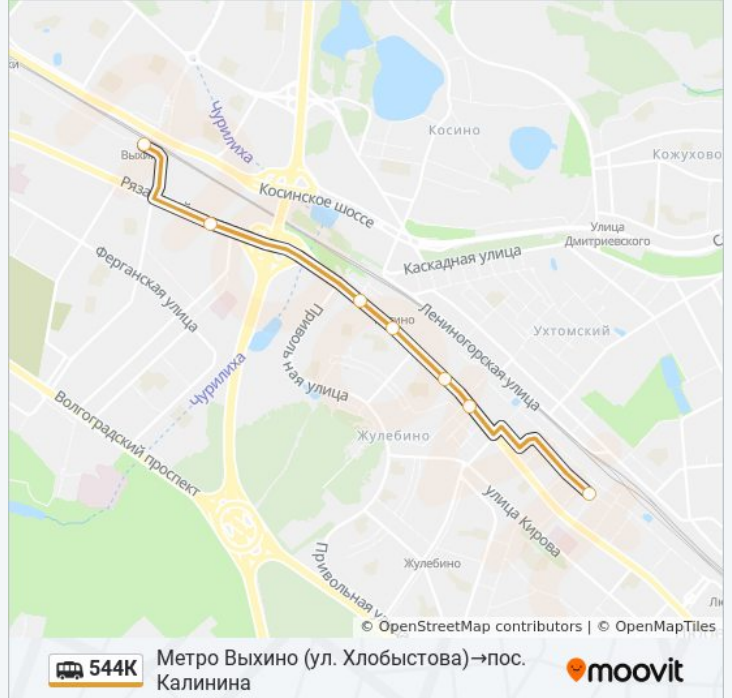 ки
Чурилиха
Косино
Кожухово
Косинское шоссе
Улица
Дмитриевского
Каскадная улица
Ферганская улица
Привольная улица
Лениногорская улица
Ухтомский
Чурилиха
Волгоградский проспект
Жулебино
улица Кирова
Жулебино
Привольная
© OpenStreetMap contributors | © OpenMapTiles
544К
Метро Выхино (ул. Хлобыстова)→пос.
Калинина
moovit